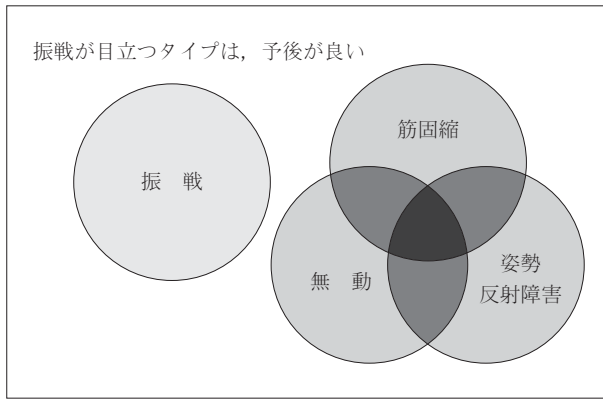 振戦が目立つタイプは，予後が良い
筋固縮
振　戦
無　動
姿勢
反射障害